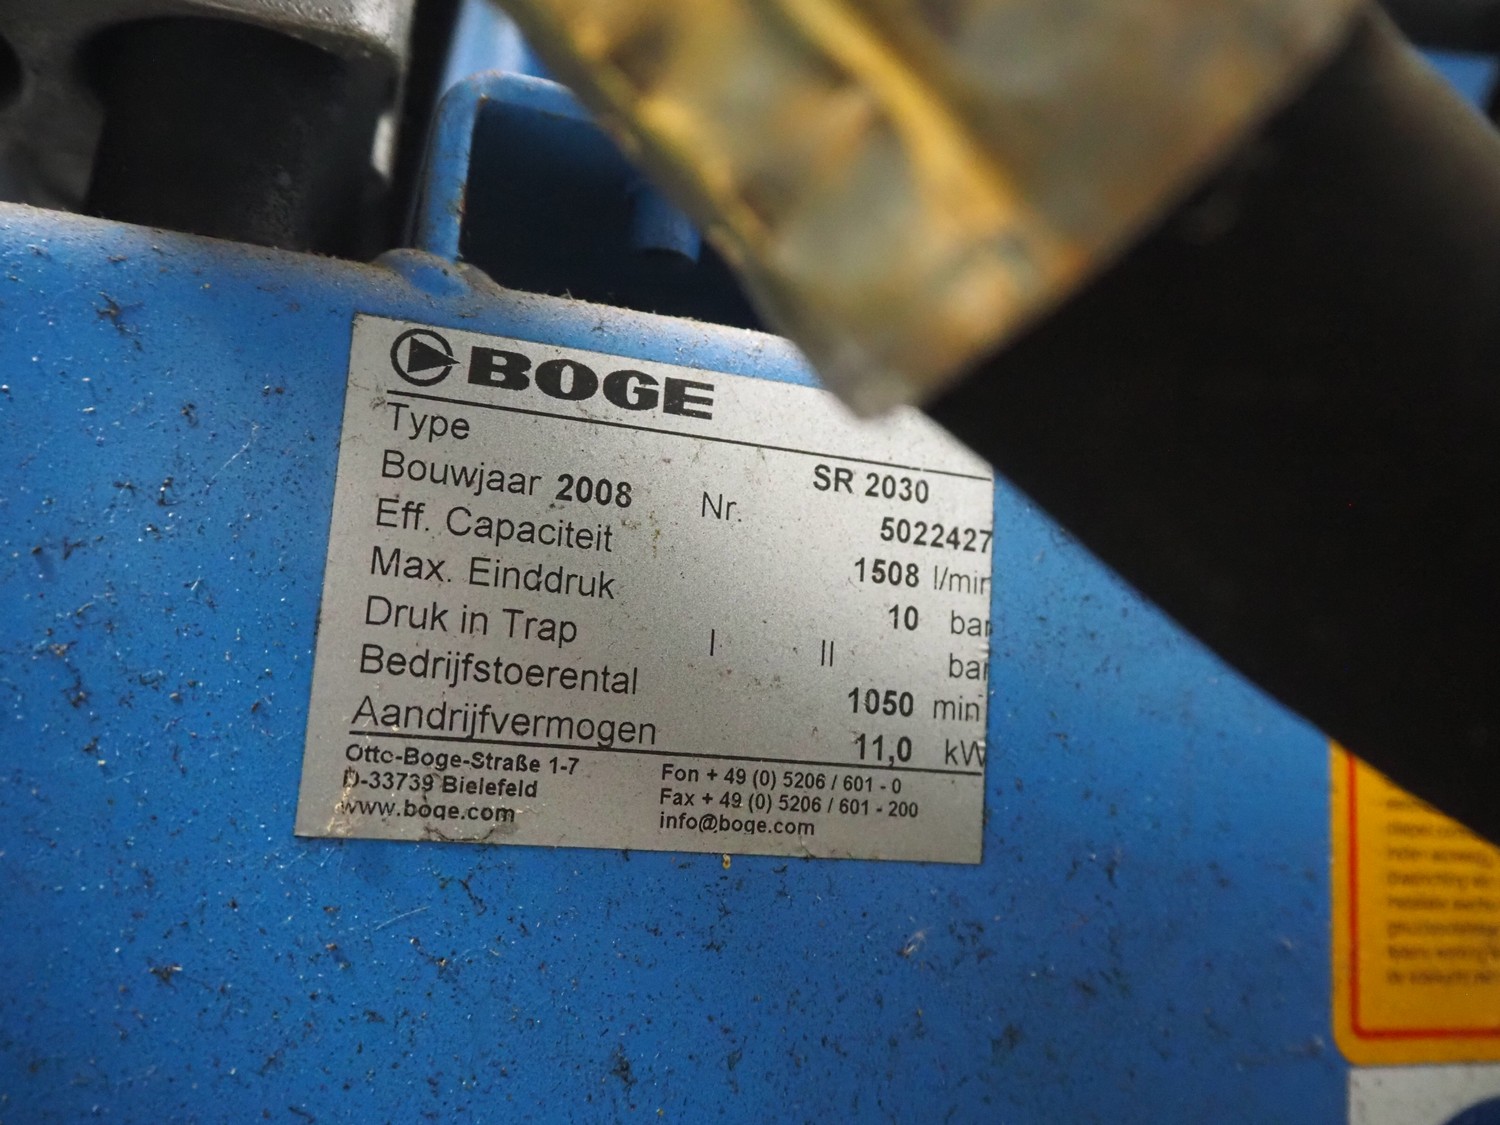 BOGE
Type SR 2030
Bouwjaar 2008 Nr. 5022427
Eff. Capaciteit 1508 l/min
Max. Einddruk 10 bar
Druk in Trap I II bar
Bedrijfstoerental 1050 min
Aandrijfvermogen 11,0 kW
Otto-Boge-Straße 1-7 Fon + 49 (0) 5206 / 601 - 0
D-33739 Bielefeld Fax + 49 (0) 5206 / 601 - 200
www.boge.com info@boge.com